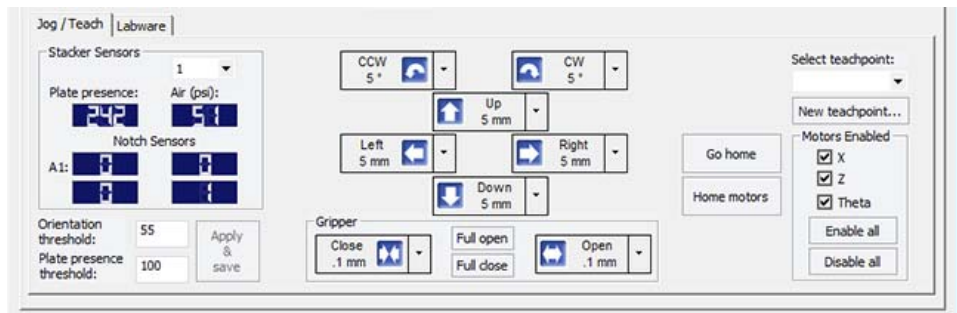 Jog / Teach
Labware
Stacker Sensors
1
Plate presence:
Air (psi):
242
51
Notch Sensors
A1:
0
0
0
1
Orientation
threshold:
55
Plate presence
threshold:
100
Apply
&
save
CCW
5 °
CW
5 °
Up
5 mm
Left
5 mm
Right
5 mm
Down
5 mm
Gripper
Close
.1 mm
Full open
Full close
Open
.1 mm
Go home
Home motors
Select teachpoint:
New teachpoint...
Motors Enabled
X
Z
Theta
Enable all
Disable all